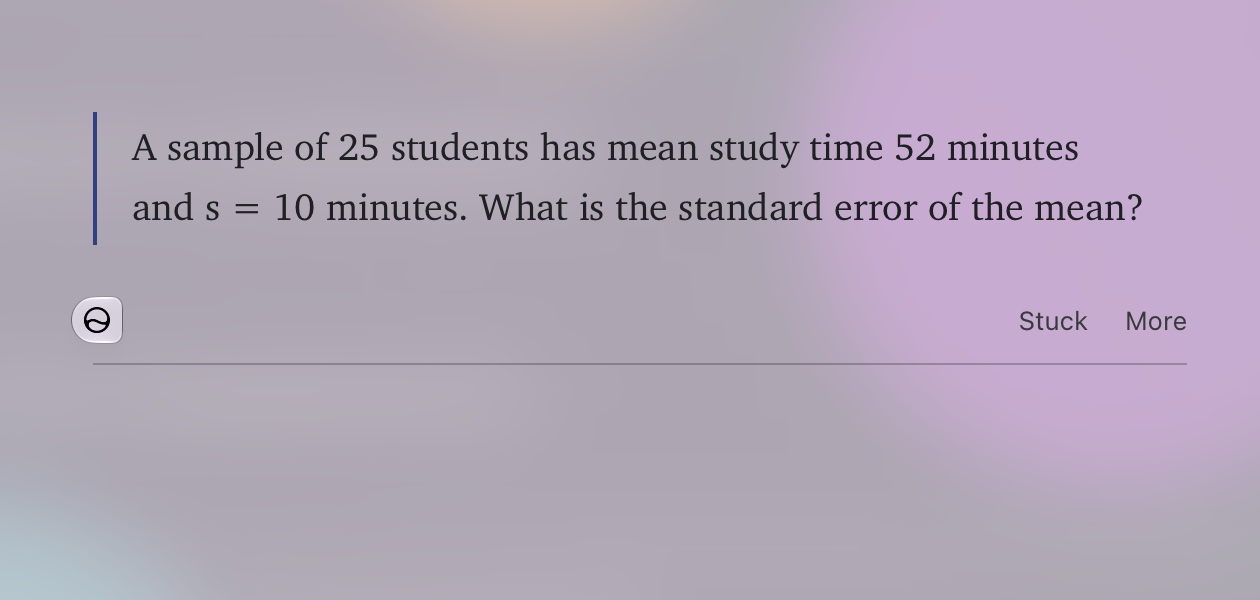 A sample of 25 students has mean study time 52 minutes
and s = 10 minutes. What is the standard error of the mean?
Stuck More